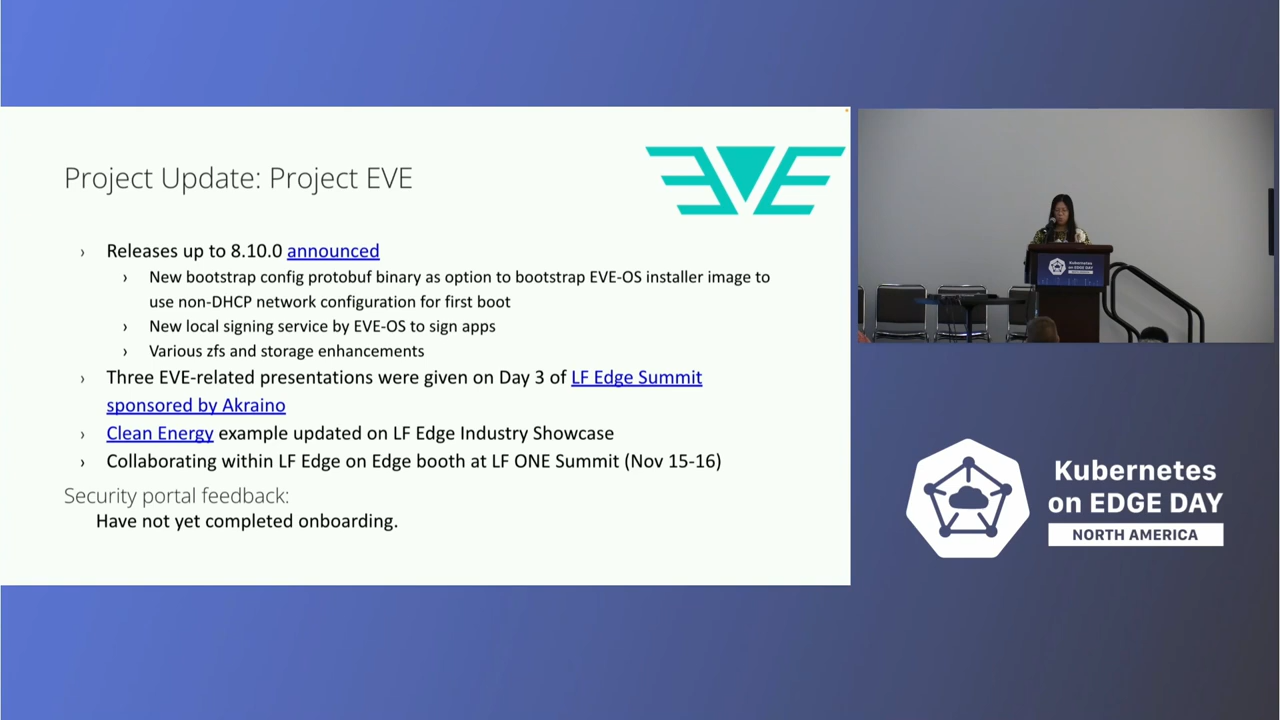 Project Update: Project EVE
EVE
› Releases up to 8.10.0 announced
› New bootstrap config protobuf binary as option to bootstrap EVE-OS installer image to
use non-DHCP network configuration for first boot
› New local signing service by EVE-OS to sign apps
› Various zfs and storage enhancements
› Three EVE-related presentations were given on Day 3 of LF Edge Summit
sponsored by Akraino
› Clean Energy example updated on LF Edge Industry Showcase
› Collaborating within LF Edge on Edge booth at LF ONE Summit (Nov 15-16)
Security portal feedback:
Have not yet completed onboarding.
Kubernetes
on EDGE DAY
Kubernetes
on EDGE DAY
NORTH AMERICA